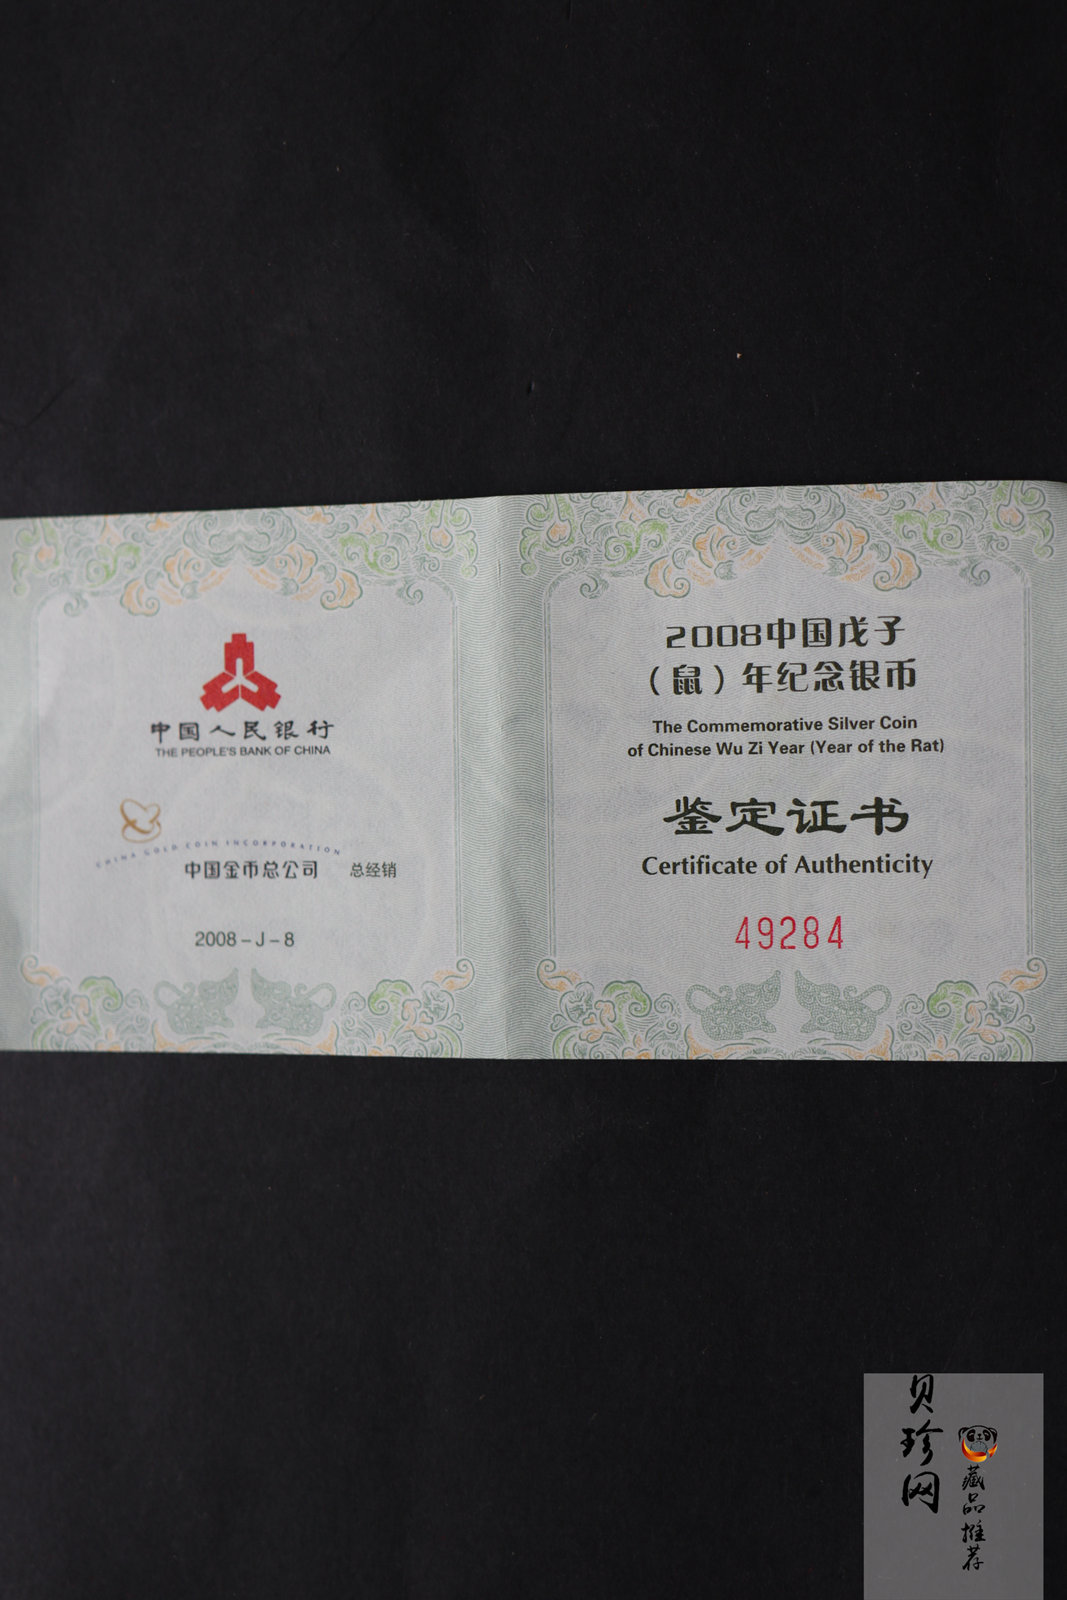 中国人民银行
THE PEOPLE'S BANK OF CHINA
CHINA GOLD COIN INCORPORATION
中国金币总公司 总经销
2008-J-8
2008中国戊子
（鼠）年纪念银币
The Commemorative Silver Coin
of Chinese Wu Zi Year (Year of the Rat)
鉴定证书
Certificate of Authenticity
49284
贝珍网
藏品推荐